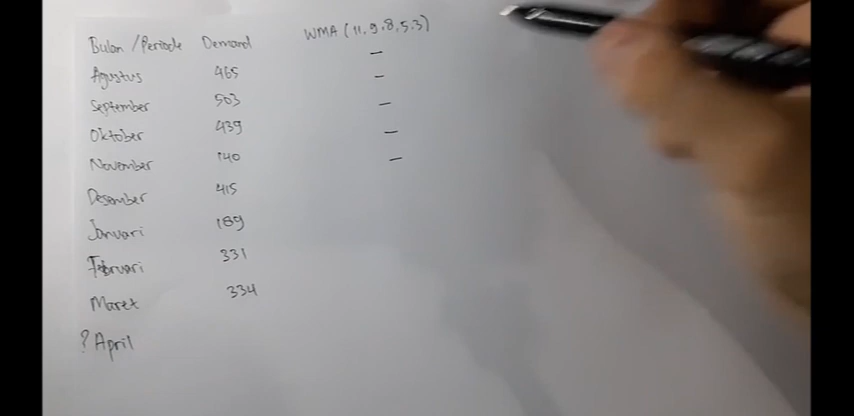 Bulan / Periode Demand WMA (11, 9, 8, 5, 3)
Agustus 465 –
September 503 –
Oktober 439 –
November 140 –
Desember 415 –
Januari 189
Februari 331
Maret 334
? April